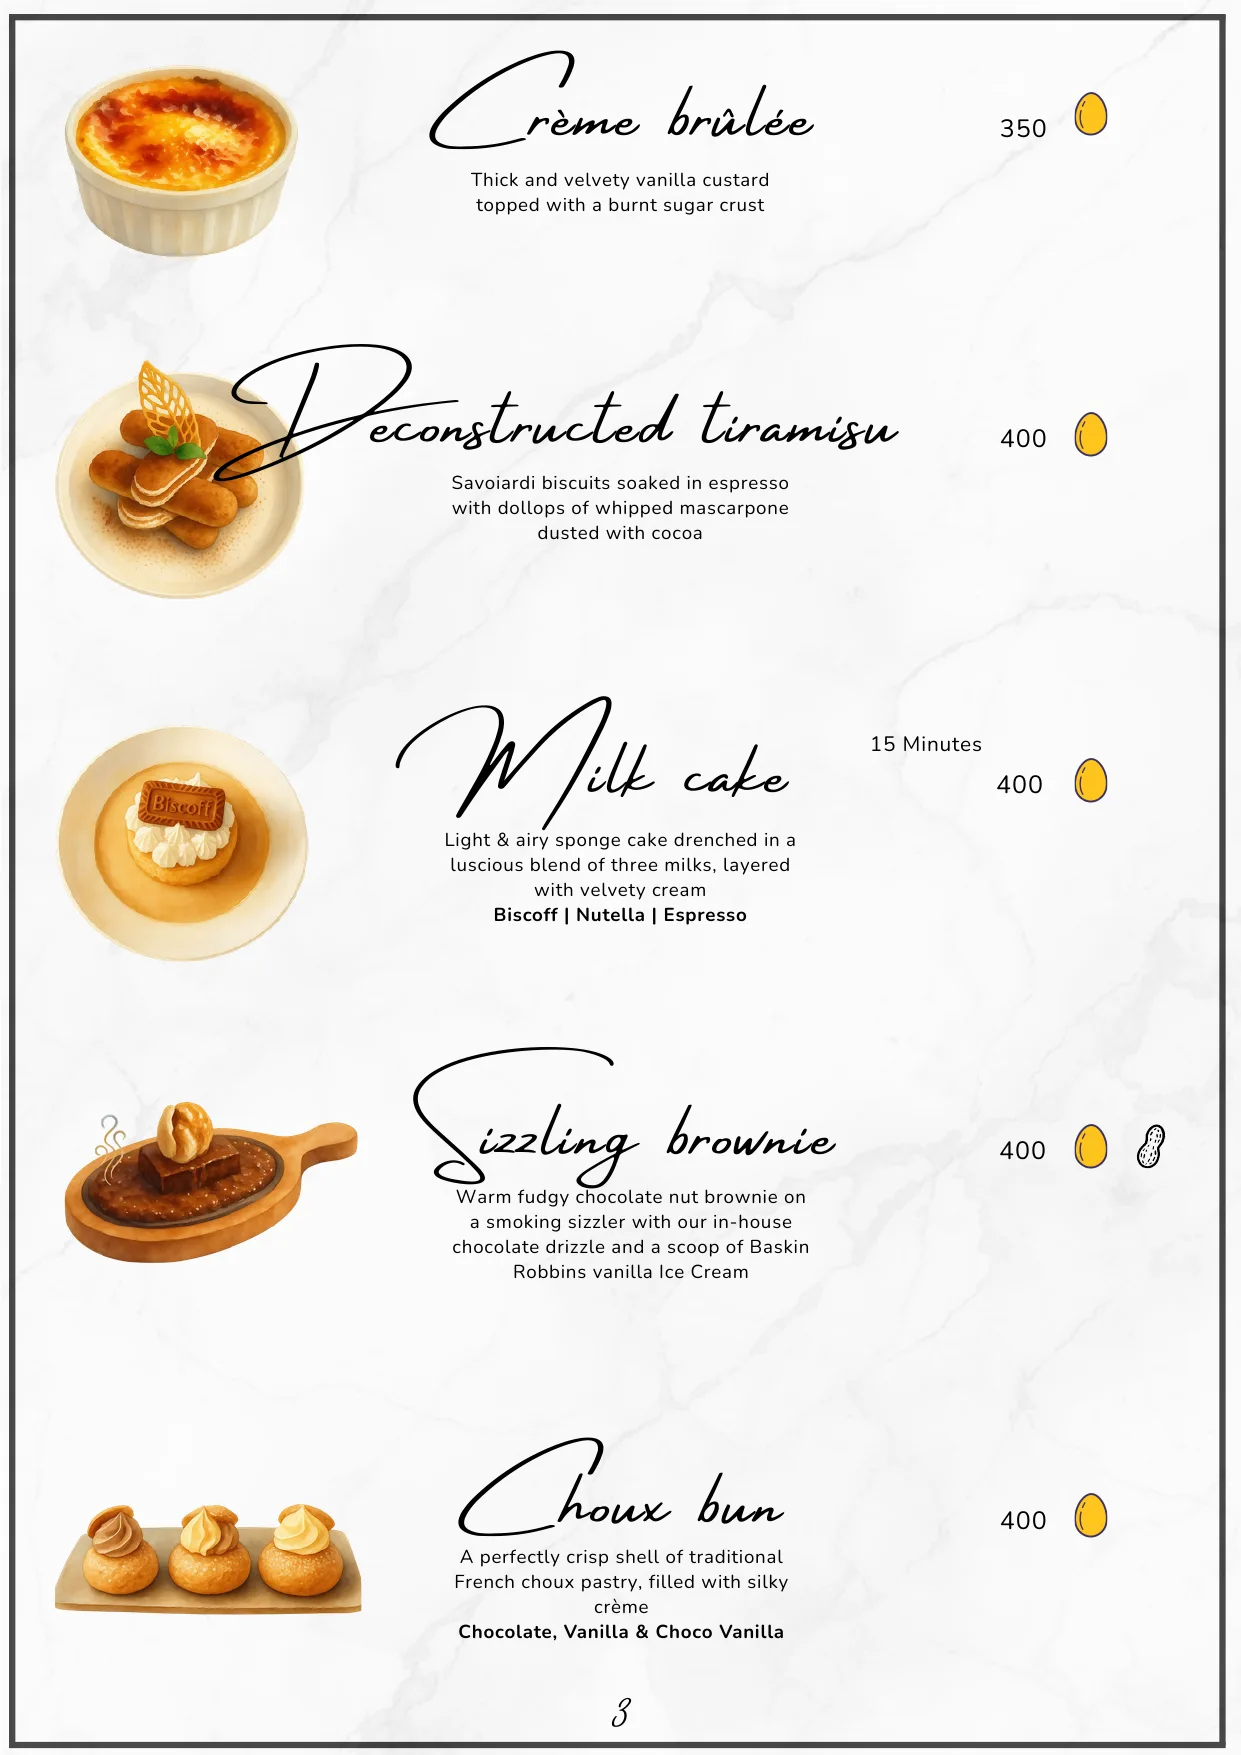 Crème brûlée
350
Thick and velvety vanilla custard
topped with a burnt sugar crust
Deconstructed tiramisu
400
Savoiardi biscuits soaked in espresso
with dollops of whipped mascarpone
dusted with cocoa
Milk cake
15 Minutes
400
Biscoff
Light & airy sponge cake drenched in a
luscious blend of three milks, layered
with velvety cream
Biscoff | Nutella | Espresso
Sizzling brownie
400
Warm fudgy chocolate nut brownie on
a smoking sizzler with our in-house
chocolate drizzle and a scoop of Baskin
Robbins vanilla Ice Cream
Choux bun
400
A perfectly crisp shell of traditional
French choux pastry, filled with silky
crème
Chocolate, Vanilla & Choco Vanilla
3